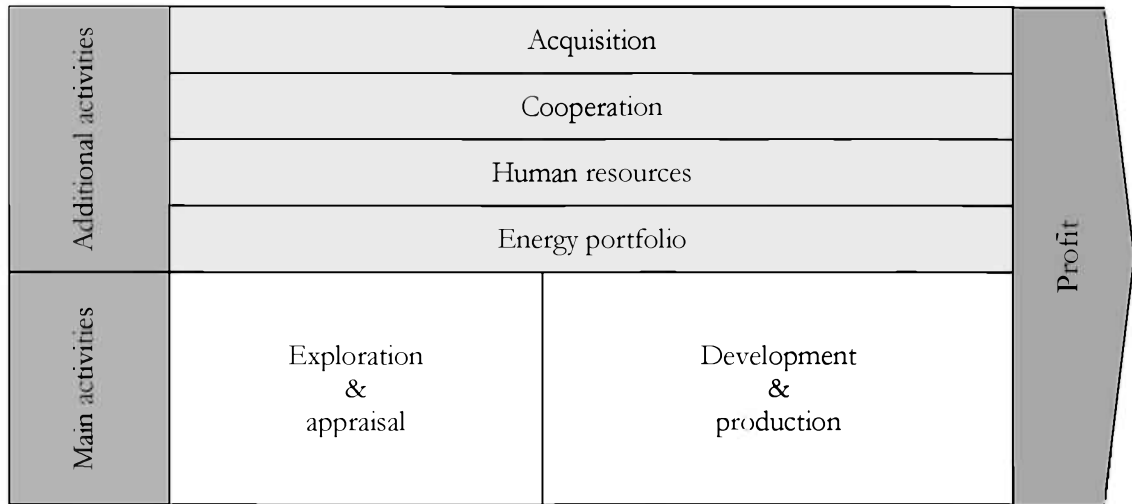 Additional activities
Acquisition
Cooperation
Human resources
Energy portfolio
Main activities
Exploration
&
appraisal
Development
&
production
Profit